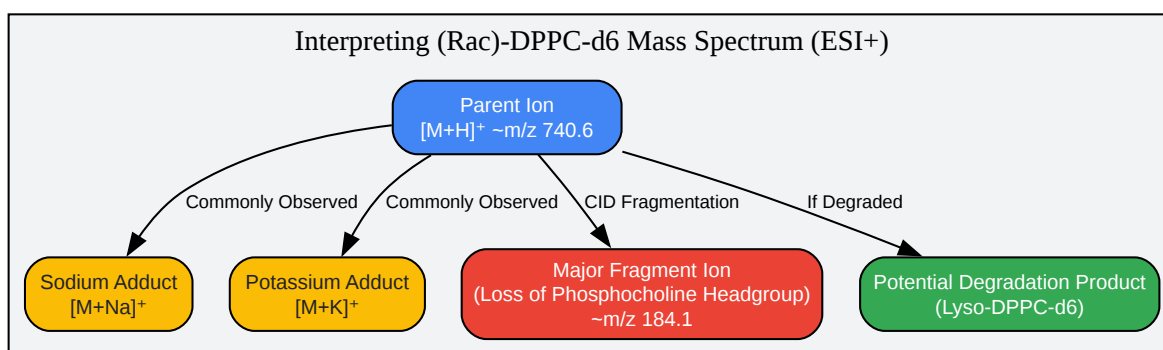 Interpreting (Rac)-DPPC-d6 Mass Spectrum (ESI+)
Parent Ion
[M+H]⁺ ~m/z 740.6
Commonly Observed
Commonly Observed
CID Fragmentation
If Degraded
Sodium Adduct
[M+Na]⁺
Potassium Adduct
[M+K]⁺
Major Fragment Ion
(Loss of Phosphocholine Headgroup)
~m/z 184.1
Potential Degradation Product
(Lyso-DPPC-d6)